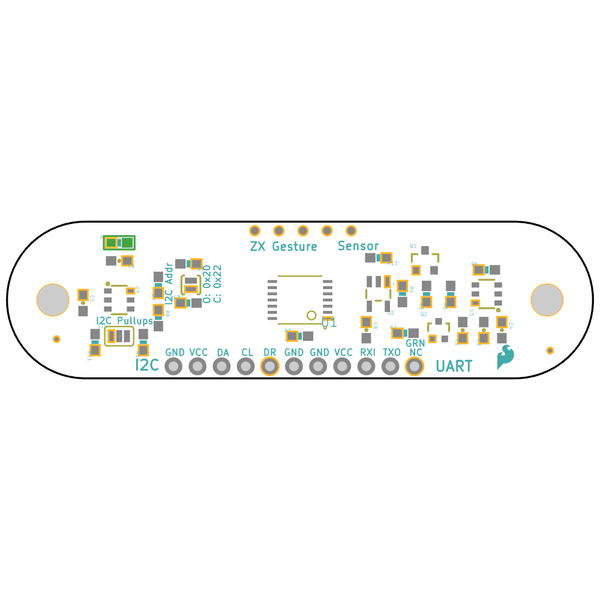 ZX Gesture Sensor
I2C Addr
O: 0x20
C: 0x22
I2C Pullups
GND VCC DA CL DR GND GND VCC RXI TXO GRN
NC
I2C
UART